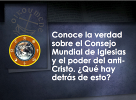 Conoce la verdad
sobre el Consejo
Mundial de Iglesias
y el poder del anti-
Cristo. ¿Qué hay
detrás de esto?